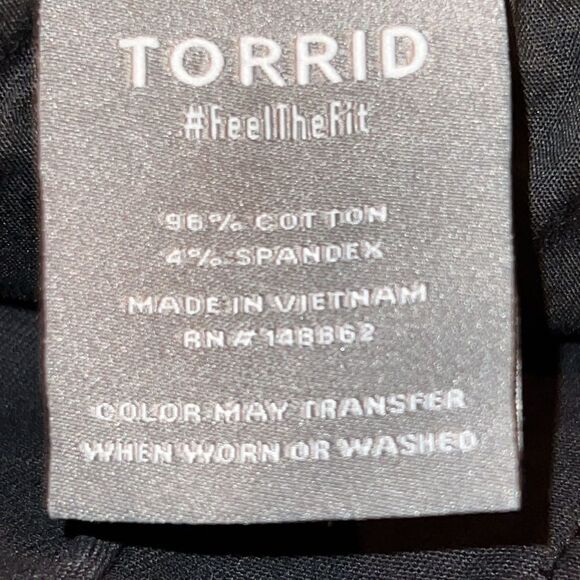 TORRID
#FeelTheFit
96% COTTON
4% SPANDEX
MADE IN VIETNAM
RN# 148862
COLOR MAY TRANSFER
WHEN WORN OR WASHED